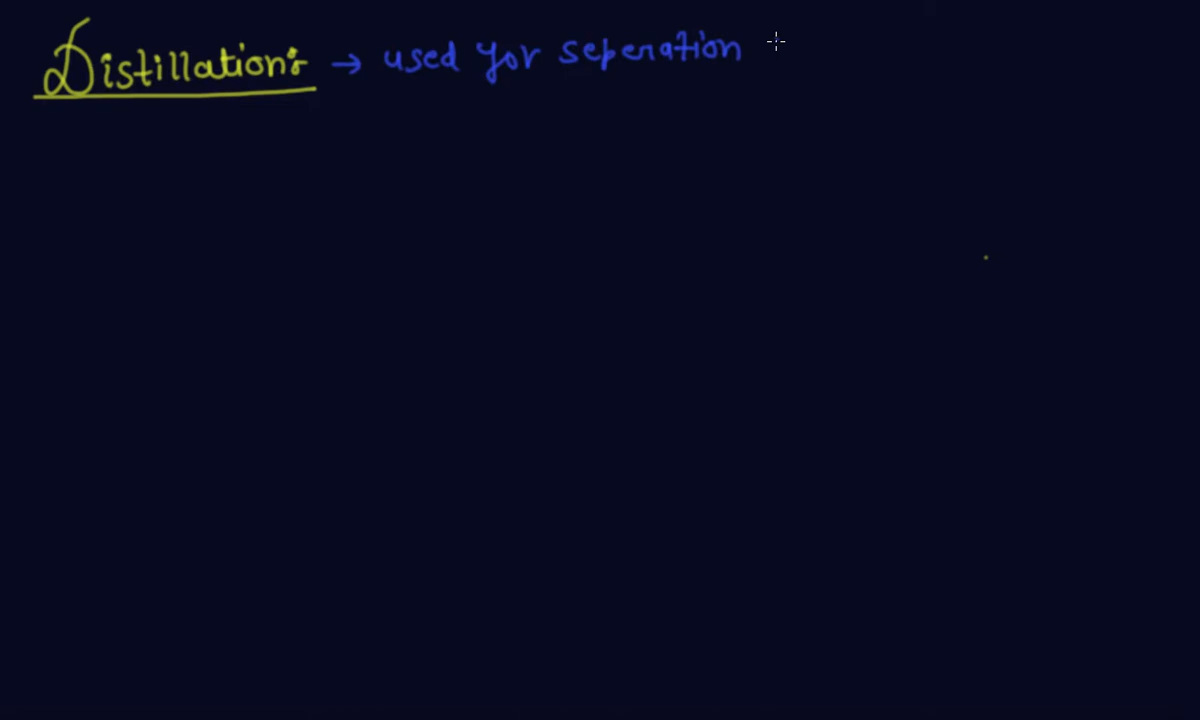 Distillation:- → used for seperation